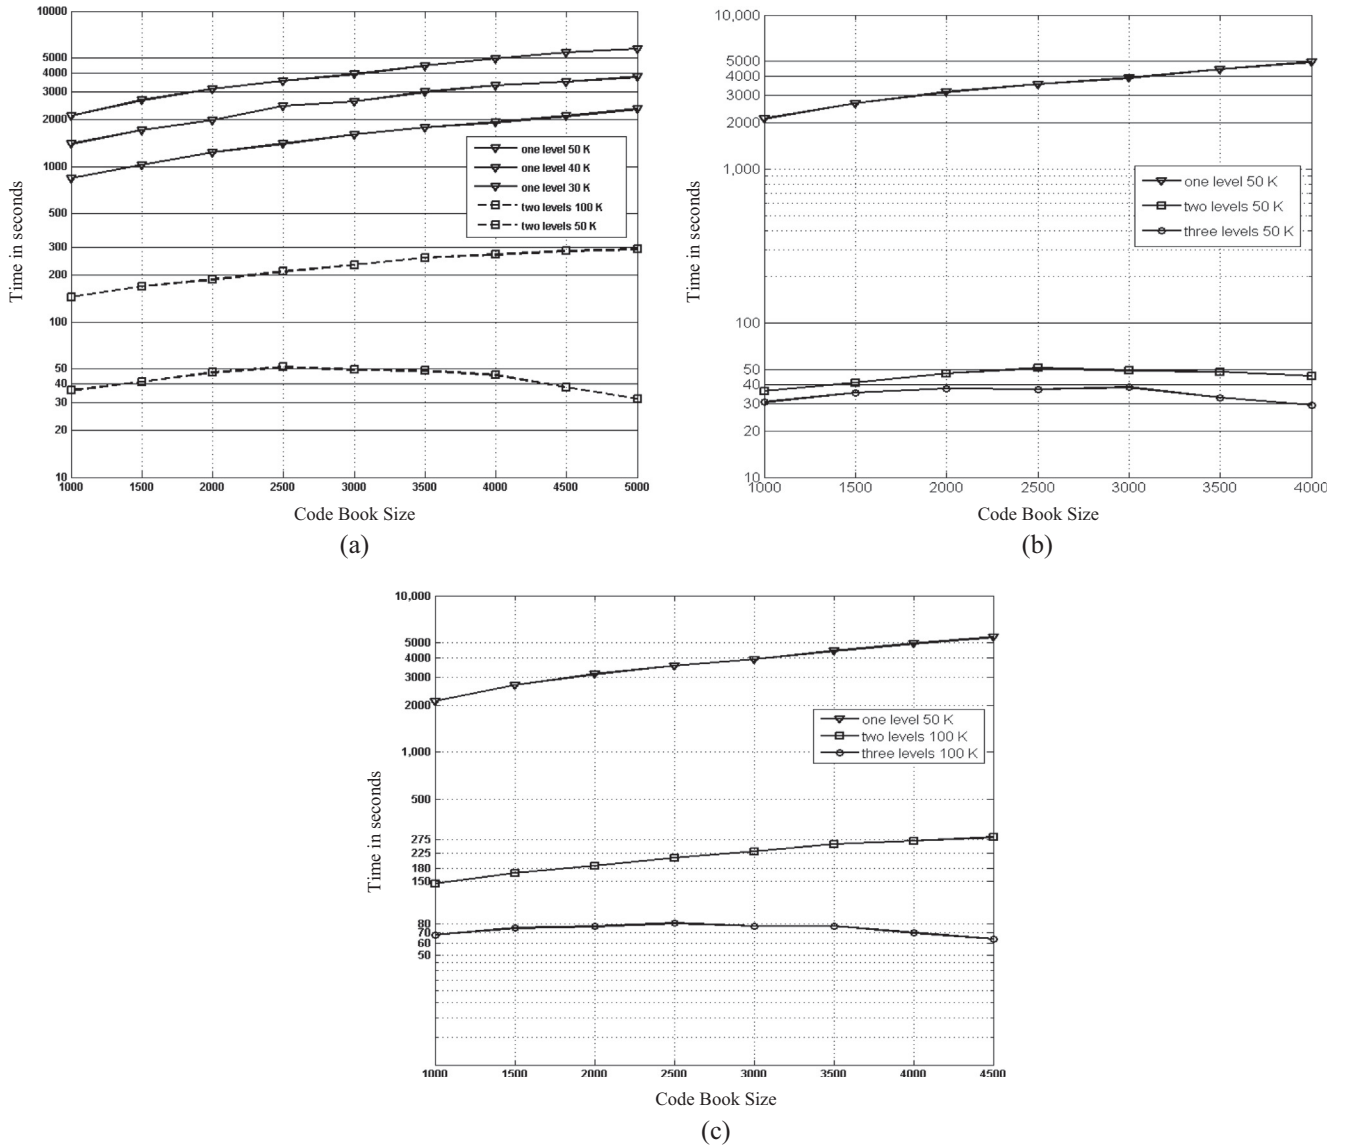 10000
5000
4000
3000
2000
1000
500
300
200
100
50
40
30
20
10
Time in seconds
one level 50 K
one level 40 K
one level 30 K
two levels 100 K
two levels 50 K
1000 1500 2000 2500 3000 3500 4000 4500 5000
Code Book Size
(a)
10,000
5000
4000
3000
2000
1,000
100
50
40
30
20
10
Time in seconds
one level 50 K
two levels 50 K
three levels 50 K
1000 1500 2000 2500 3000 3500 4000
Code Book Size
(b)
10,000
5000
4000
3000
2000
1,000
500
275
225
180
150
80
70
60
50
Time in seconds
one level 50 K
two levels 100 K
three levels 100 K
1000 1500 2000 2500 3000 3500 4000 4500
Code Book Size
(c)